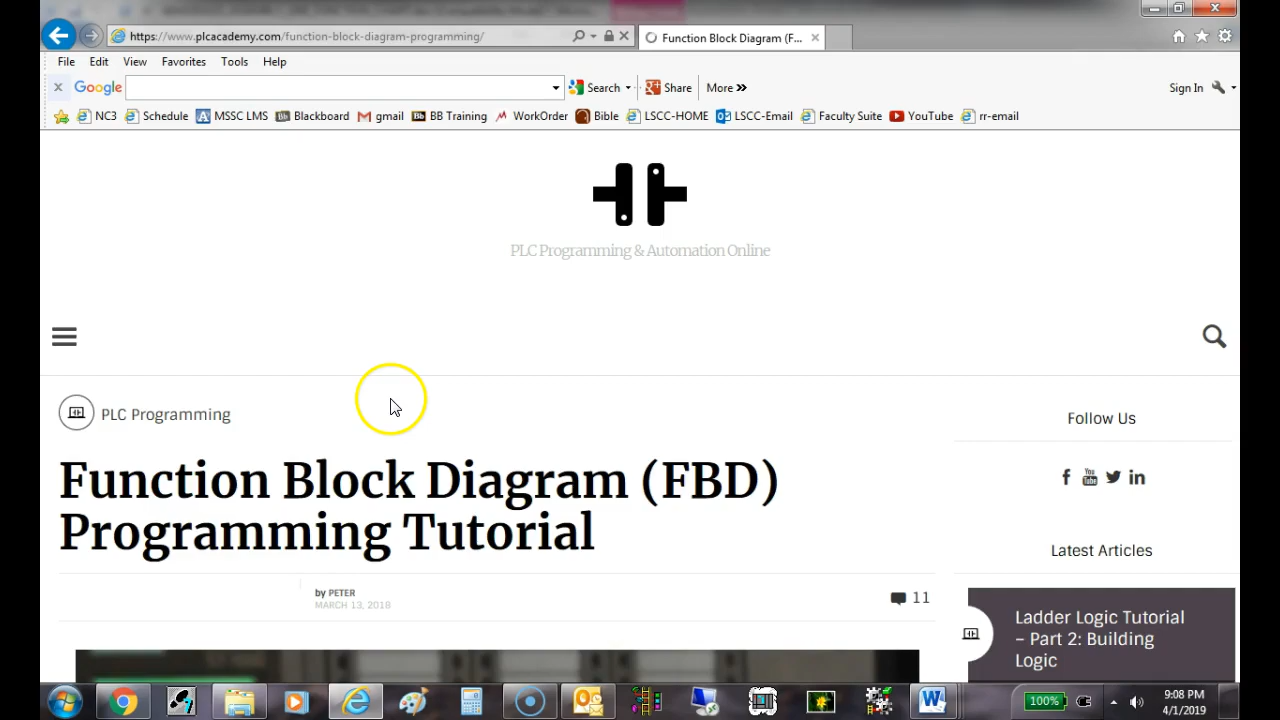 https://www.plcacademy.com/function-block-diagram-programming/
Function Block Diagram (F...
File Edit View Favorites Tools Help
Google Search Share More Sign In
NC3 Schedule MSSC LMS Blackboard gmail BB Training WorkOrder Bible LSCC-HOME LSCC-Email Faculty Suite YouTube rr-email
PLC Programming & Automation Online
PLC Programming
Function Block Diagram (FBD)
Programming Tutorial
by PETER
MARCH 13, 2018
11
Follow Us
Latest Articles
Ladder Logic Tutorial
– Part 2: Building
Logic
100%
9:08 PM
4/1/2019